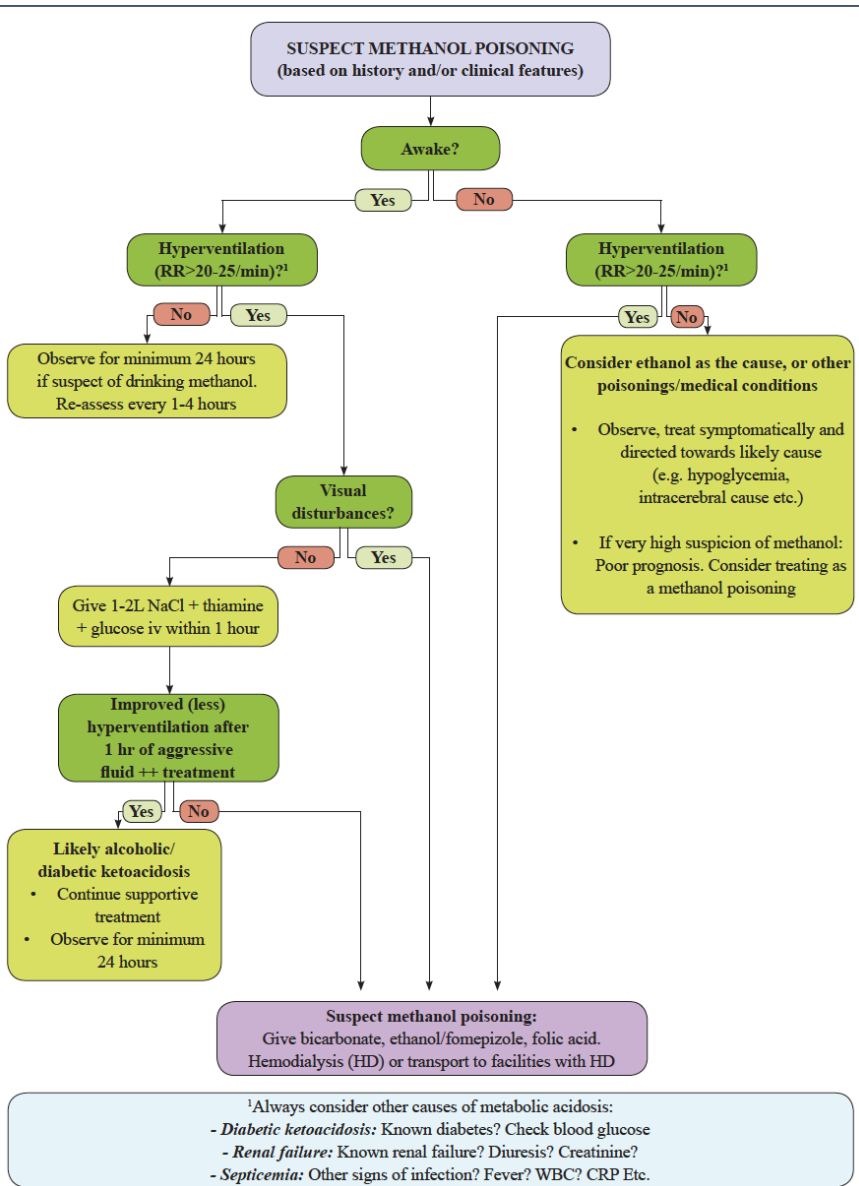 SUSPECT METHANOL POISONING
(based on history and/or clinical features)
Awake?
Yes
No
Hyperventilation
(RR>20-25/min)?¹
No
Yes
Observe for minimum 24 hours
if suspect of drinking methanol.
Re-assess every 1-4 hours
Visual
disturbances?
No
Yes
Give 1-2L NaCl + thiamine
+ glucose iv within 1 hour
Improved (less)
hyperventilation after
1 hr of aggressive
fluid ++ treatment
Yes
No
Likely alcoholic/
diabetic ketoacidosis
• Continue supportive
treatment
• Observe for minimum
24 hours
Hyperventilation
(RR>20-25/min)?¹
Yes
No
Consider ethanol as the cause, or other
poisonings/medical conditions
• Observe, treat symptomatically and
directed towards likely cause
(e.g. hypoglycemia,
intracerebral cause etc.)
• If very high suspicion of methanol:
Poor prognosis. Consider treating as
a methanol poisoning
Suspect methanol poisoning:
Give bicarbonate, ethanol/fomepizole, folic acid.
Hemodialysis (HD) or transport to facilities with HD
¹Always consider other causes of metabolic acidosis:
- Diabetic ketoacidosis: Known diabetes? Check blood glucose
- Renal failure: Known renal failure? Diuresis? Creatinine?
- Septicemia: Other signs of infection? Fever? WBC? CRP Etc.